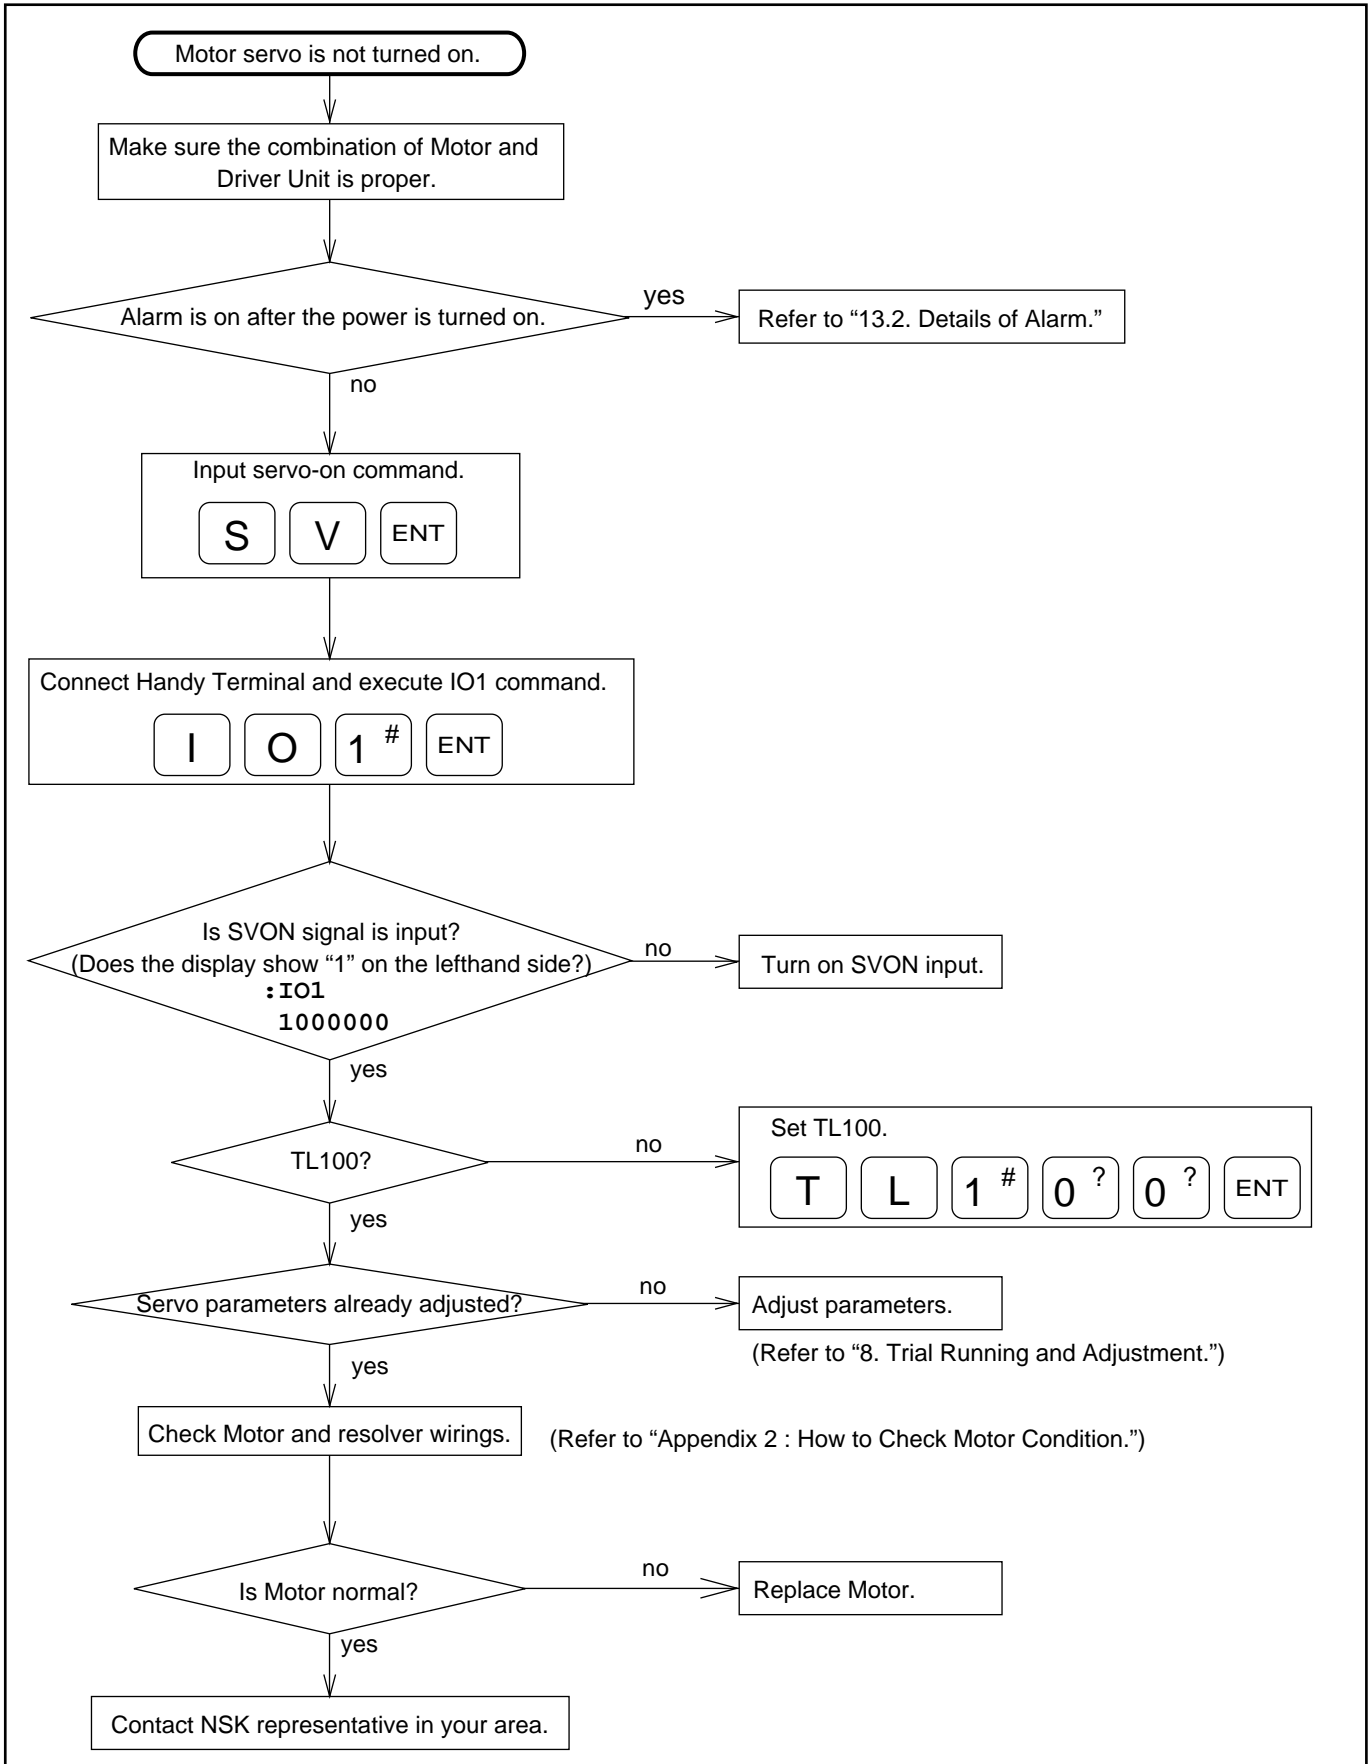 Motor servo is not turned on.
Make sure the combination of Motor and
Driver Unit is proper.
Alarm is on after the power is turned on.
yes
Refer to “13.2. Details of Alarm.”
no
Input servo-on command.
S V ENT
Connect Handy Terminal and execute IO1 command.
I O 1 # ENT
Is SVON signal is input?
(Does the display show “1” on the lefthand side?)
:IO1
1000000
no
Turn on SVON input.
yes
TL100?
no
Set TL100.
T L 1 # 0 ? 0 ? ENT
yes
Servo parameters already adjusted?
no
Adjust parameters.
(Refer to “8. Trial Running and Adjustment.”)
yes
Check Motor and resolver wirings.
(Refer to “Appendix 2 : How to Check Motor Condition.”)
Is Motor normal?
no
Replace Motor.
yes
Contact NSK representative in your area.